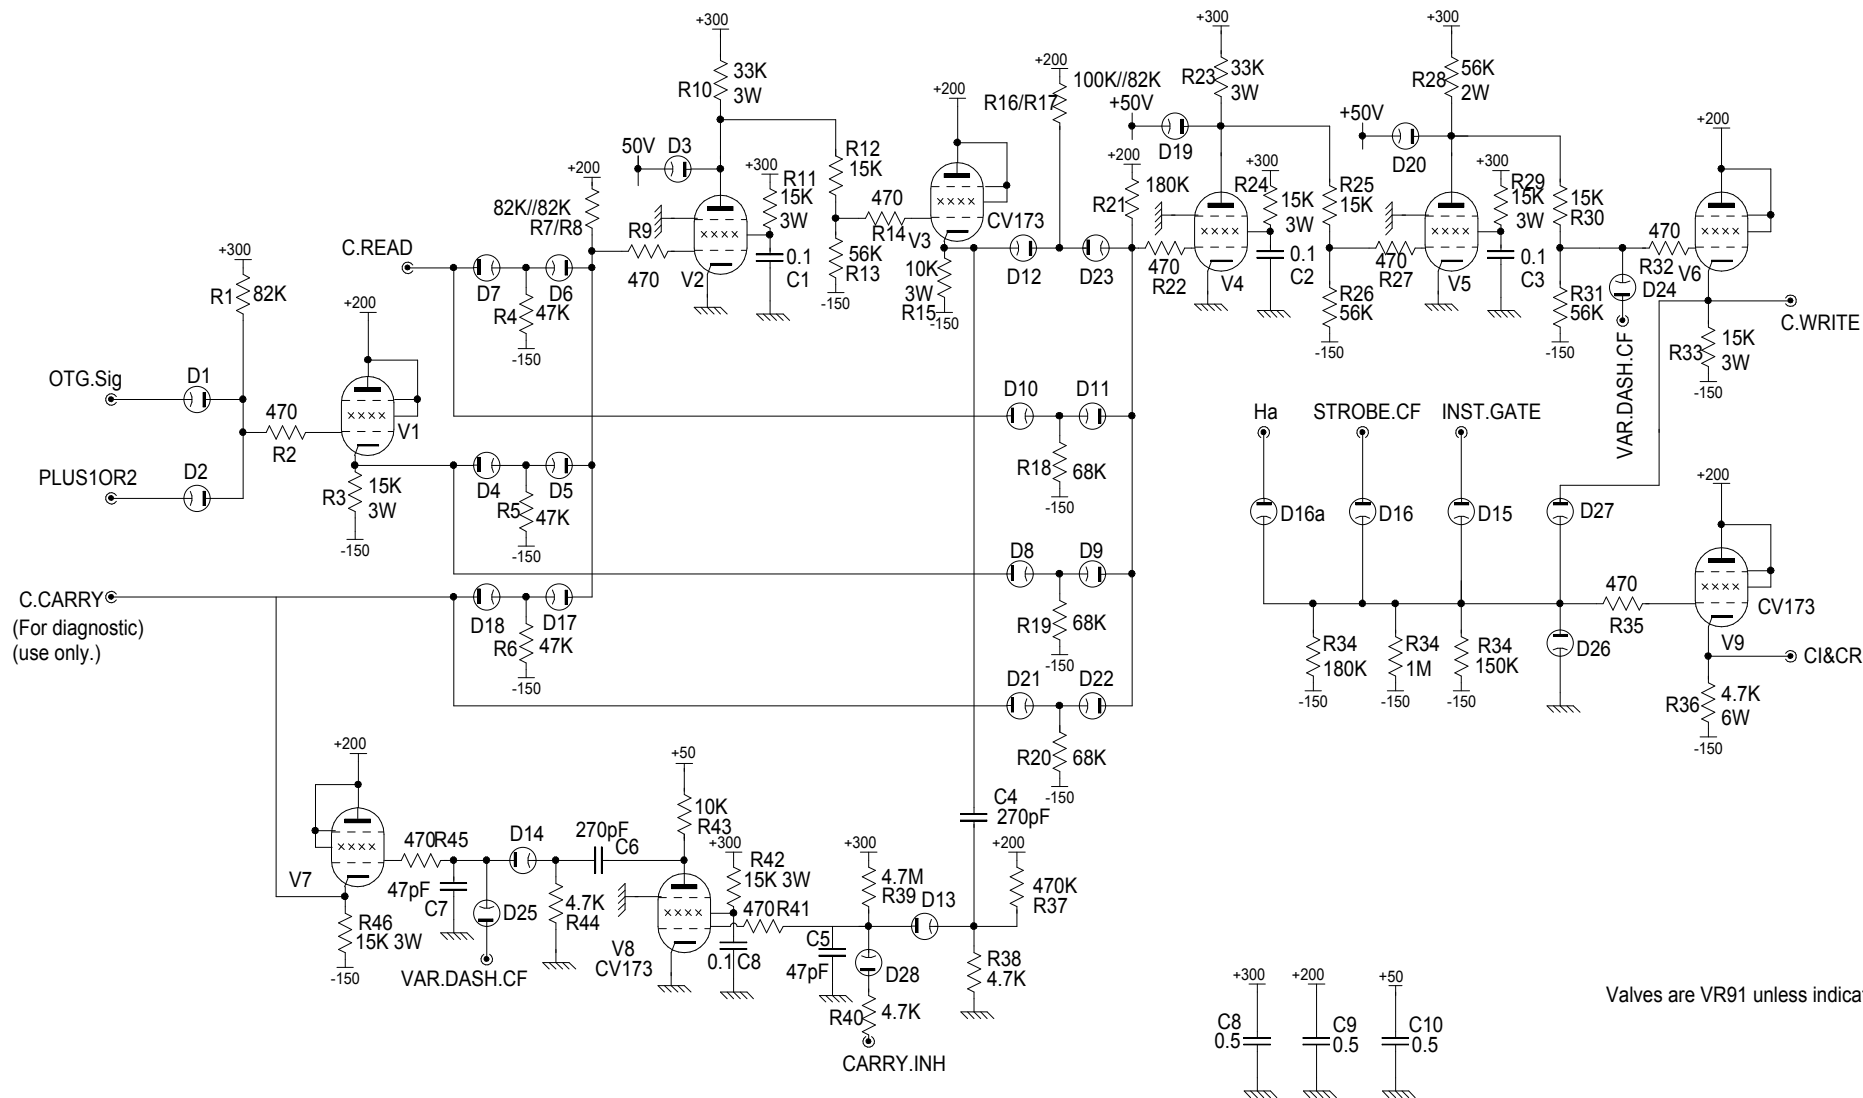 +300
+300
+300
33K
3W
R10
+200
+200
100K//82K
R16/R17
R23
33K
3W
R28
56K
2W
+50V
+50V
+200
50V
D3
R12
15K
+300
R11
15K
3W
D19
D20
+200
82K//82K
R7/R8
470
R14
V3
CV173
+200
180K
R21
+300
R24
15K
3W
R25
15K
+300
R29
15K
3W
15K
R30
C.READ
R9
470
V2
0.1
C1
56K
R13
-150
10K
3W
R15
-150
D12
D23
470
R22
V4
0.1
C2
470
R27
V5
0.1
C3
470
R32
V6
D24
+300
R1
82K
D7
D6
R4
47K
-150
R26
56K
-150
R31
56K
-150
C.WRITE
15K
R33
3W
-150
+200
OTG.Sig
D1
470
R2
V1
D10
D11
Ha
STROBE.CF
INST.GATE
VAR.DASH.CF
PLUS1OR2
D2
R3
15K
3W
-150
D4
D5
R5
47K
-150
R18
68K
-150
+200
D16a
D16
D15
D27
D8
D9
C.CARRY
(For diagnostic)
(use only.)
D18
D17
R6
47K
-150
R19
68K
-150
470
R35
CV173
V9
R34
180K
-150
R34
1M
-150
R34
150K
-150
D26
CI&CR
R36
4.7K
6W
-150
D21
D22
R20
68K
-150
+200
+50
10K
R43
C4
270pF
470R45
D14
270pF
C6
+300
R42
15K 3W
+300
4.7M
R39
D13
+200
470K
R37
V7
47pF
C7
D25
4.7K
R44
470R41
R46
15K 3W
-150
VAR.DASH.CF
V8
CV173
0.1 C8
C5
47pF
D28
R38
4.7K
R40
4.7K
CARRY.INH
+300
+200
+50
C8
0.5
C9
0.5
C10
0.5
Valves are VR91 unless indica